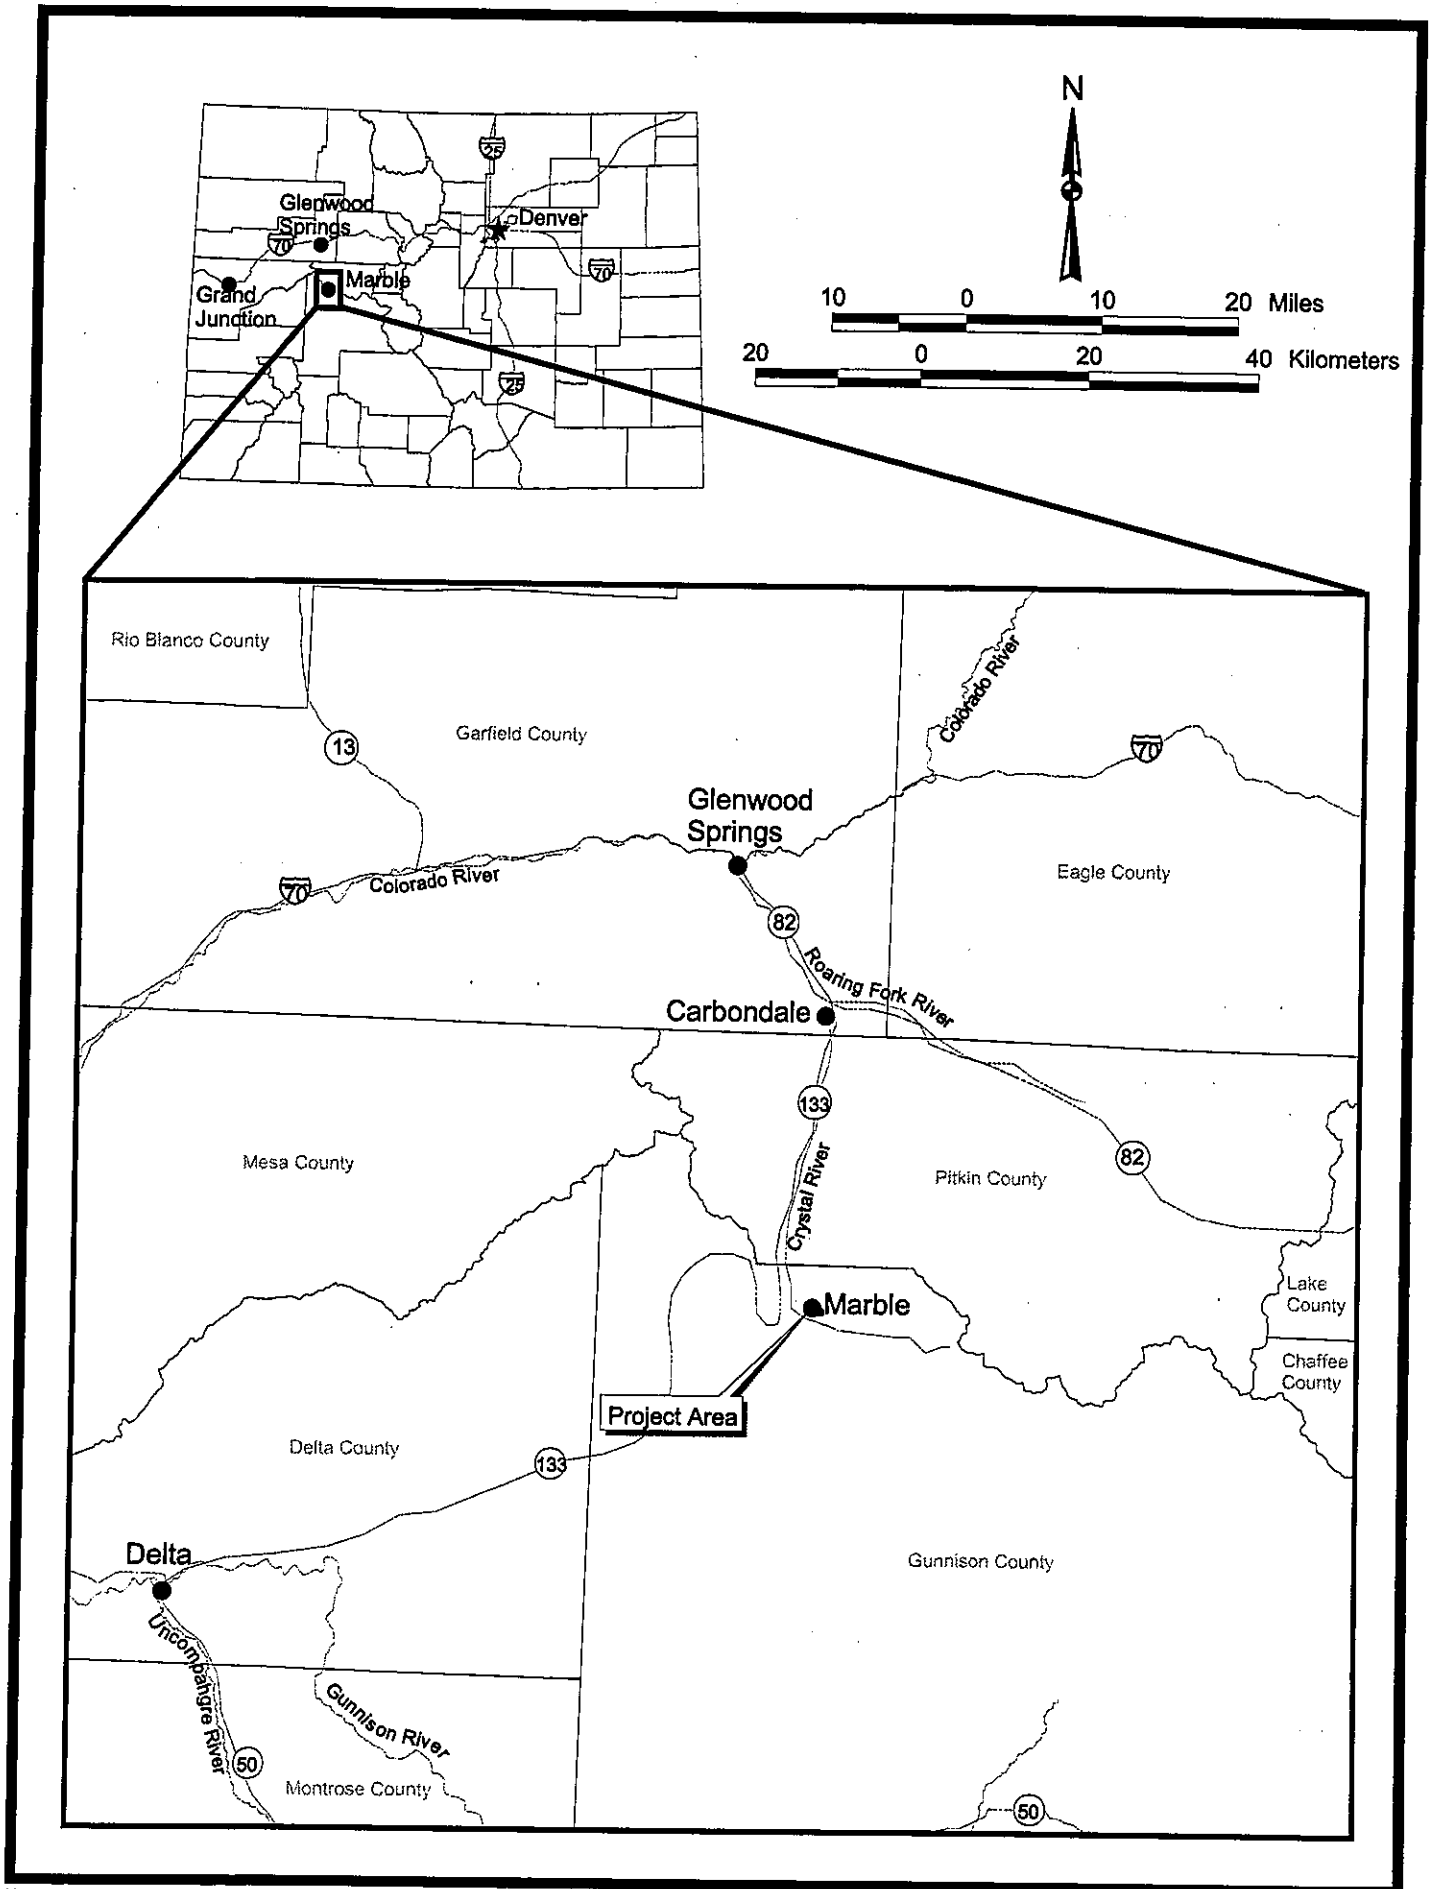 N
25
Glenwood
Springs
Denver
70
70
Marble
Grand
Junction
25
10 0 10 20 Miles
20 0 20 40 Kilometers
Rio Blanco County
Colorado River
13
Garfield County
70
Glenwood
Springs
70
Colorado River
Eagle County
82
Roaring Fork River
Carbondale
133
Mesa County
82
Pitkin County
Crystal River
Lake
County
Marble
Chaffee
County
Project Area
Delta County
133
Delta
Gunnison County
Uncompahgre River
Gunnison River
50
Montrose County
50